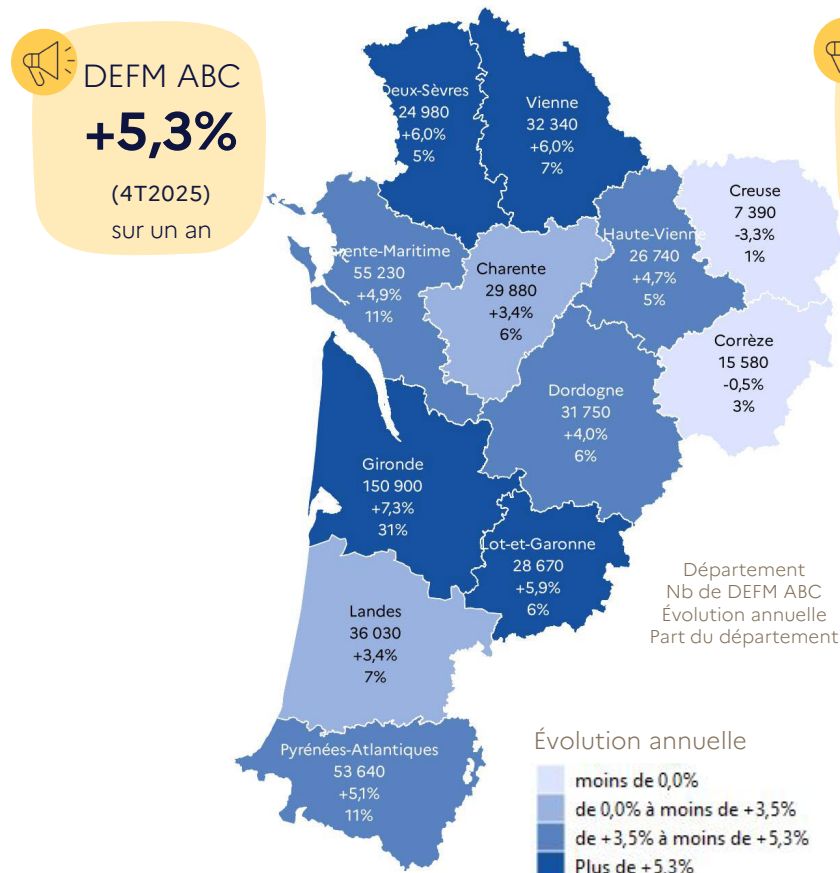 DEFM ABC
+5,3%
(4T2025)
sur un an
Deux-Sèvres
24 980
+6,0%
5%
Vienne
32 340
+6,0%
7%
Creuse
7 390
-3,3%
1%
Haute-Vienne
26 740
+4,7%
5%
rente-Maritime
55 230
+4,9%
11%
Charente
29 880
+3,4%
6%
Corrèze
15 580
-0,5%
3%
Dordogne
31 750
+4,0%
6%
Gironde
150 900
+7,3%
31%
Lot-et-Garonne
28 670
+5,9%
6%
Landes
36 030
+3,4%
7%
Pyrénées-Atlantiques
53 640
+5,1%
11%
Département
Nb de DEFM ABC
Évolution annuelle
Part du département
Évolution annuelle
moins de 0,0%
de 0,0% à moins de +3,5%
de +3,5% à moins de +5,3%
Plus de +5,3%